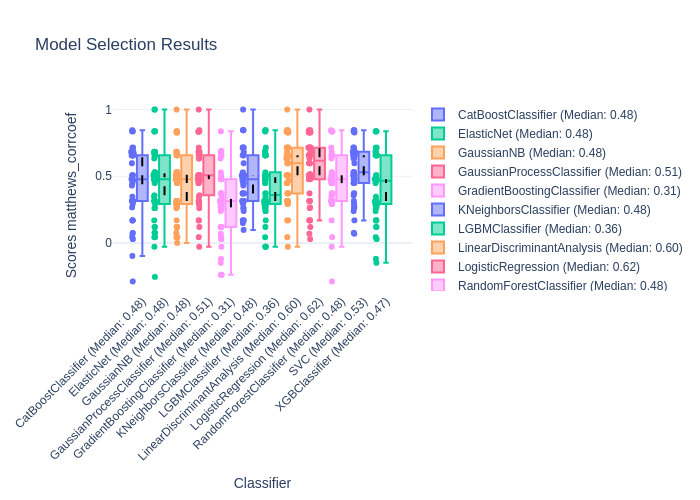 Model Selection Results
Scores matthews_corrcoef
1
0.5
0
CatBoostClassifier (Median: 0.48)
ElasticNet (Median: 0.48)
GaussianNB (Median: 0.48)
GaussianProcessClassifier (Median: 0.51)
GradientBoostingClassifier (Median: 0.31)
KNeighborsClassifier (Median: 0.48)
LGBMClassifier (Median: 0.36)
LinearDiscriminantAnalysis (Median: 0.60)
LogisticRegression (Median: 0.62)
RandomForestClassifier (Median: 0.48)
SVC (Median: 0.53)
XGBClassifier (Median: 0.47)
Classifier
CatBoostClassifier (Median: 0.48)
ElasticNet (Median: 0.48)
GaussianNB (Median: 0.48)
GaussianProcessClassifier (Median: 0.51)
GradientBoostingClassifier (Median: 0.31)
KNeighborsClassifier (Median: 0.48)
LGBMClassifier (Median: 0.36)
LinearDiscriminantAnalysis (Median: 0.60)
LogisticRegression (Median: 0.62)
RandomForestClassifier (Median: 0.48)